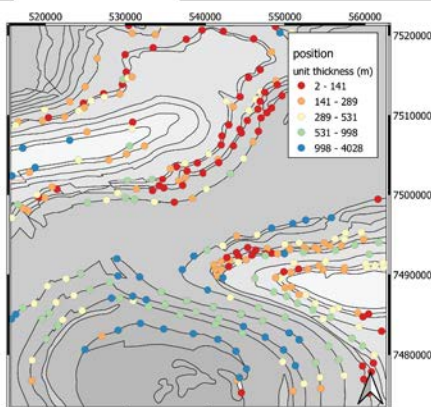 520000 530000 540000 550000 560000
7520000
position
unit thickness (m)
2 - 141
141 - 289
289 - 531
531 - 998
998 - 4028
7510000
7500000
7490000
7480000